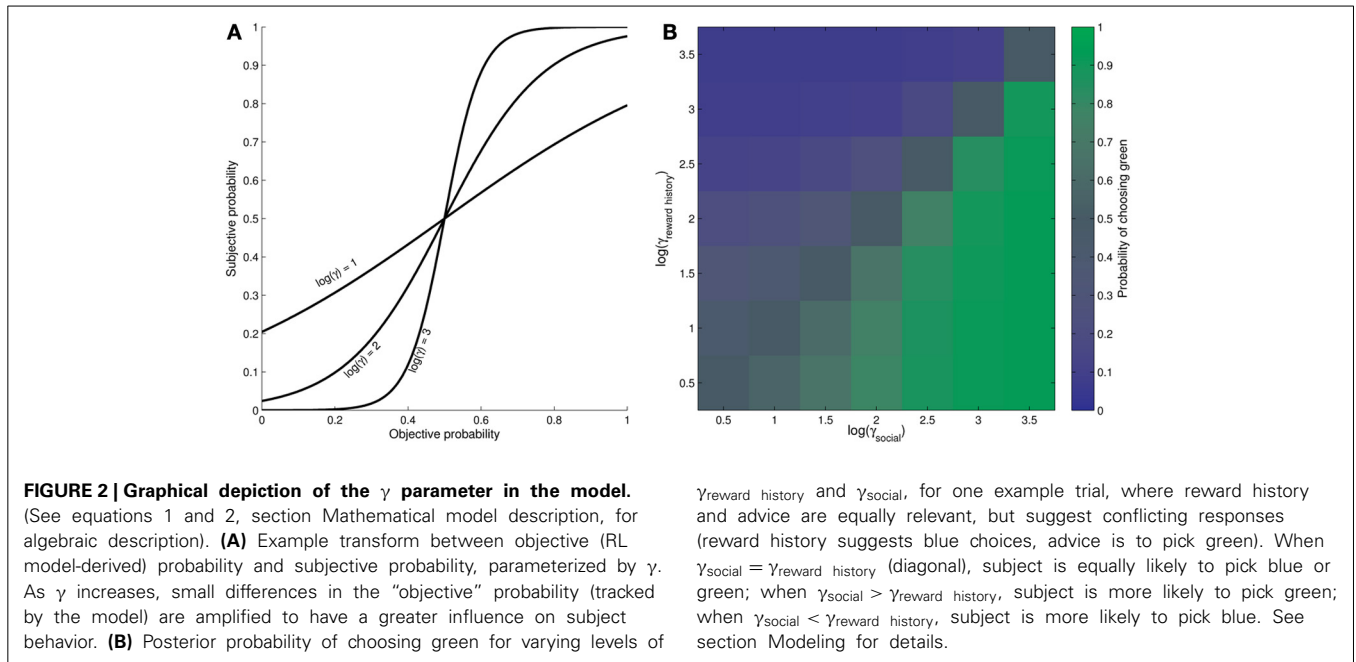 A
1
0.9
0.8
0.7
0.6
0.5
0.4
0.3
0.2
0.1
0
Subjective probability
log(γ) = 1
log(γ) = 2
log(γ) = 3
0 0.2 0.4 0.6 0.8 1
Objective probability
B
3.5
3
2.5
2
1.5
1
0.5
log(γreward history)
0.5 1 1.5 2 2.5 3 3.5
log(γsocial)
1
0.9
0.8
0.7
0.6
0.5
0.4
0.3
0.2
0.1
0
Probability of choosing green
FIGURE 2 | Graphical depiction of the γ parameter in the model.
(See equations 1 and 2, section Mathematical model description, for
algebraic description). (A) Example transform between objective (RL
model-derived) probability and subjective probability, parameterized by γ.
As γ increases, small differences in the “objective” probability (tracked
by the model) are amplified to have a greater influence on subject
behavior. (B) Posterior probability of choosing green for varying levels of
γreward history and γsocial, for one example trial, where reward history
and advice are equally relevant, but suggest conflicting responses
(reward history suggests blue choices, advice is to pick green). When
γsocial = γreward history (diagonal), subject is equally likely to pick blue or
green; when γsocial > γreward history, subject is more likely to pick green;
when γsocial < γreward history, subject is more likely to pick blue. See
section Modeling for details.